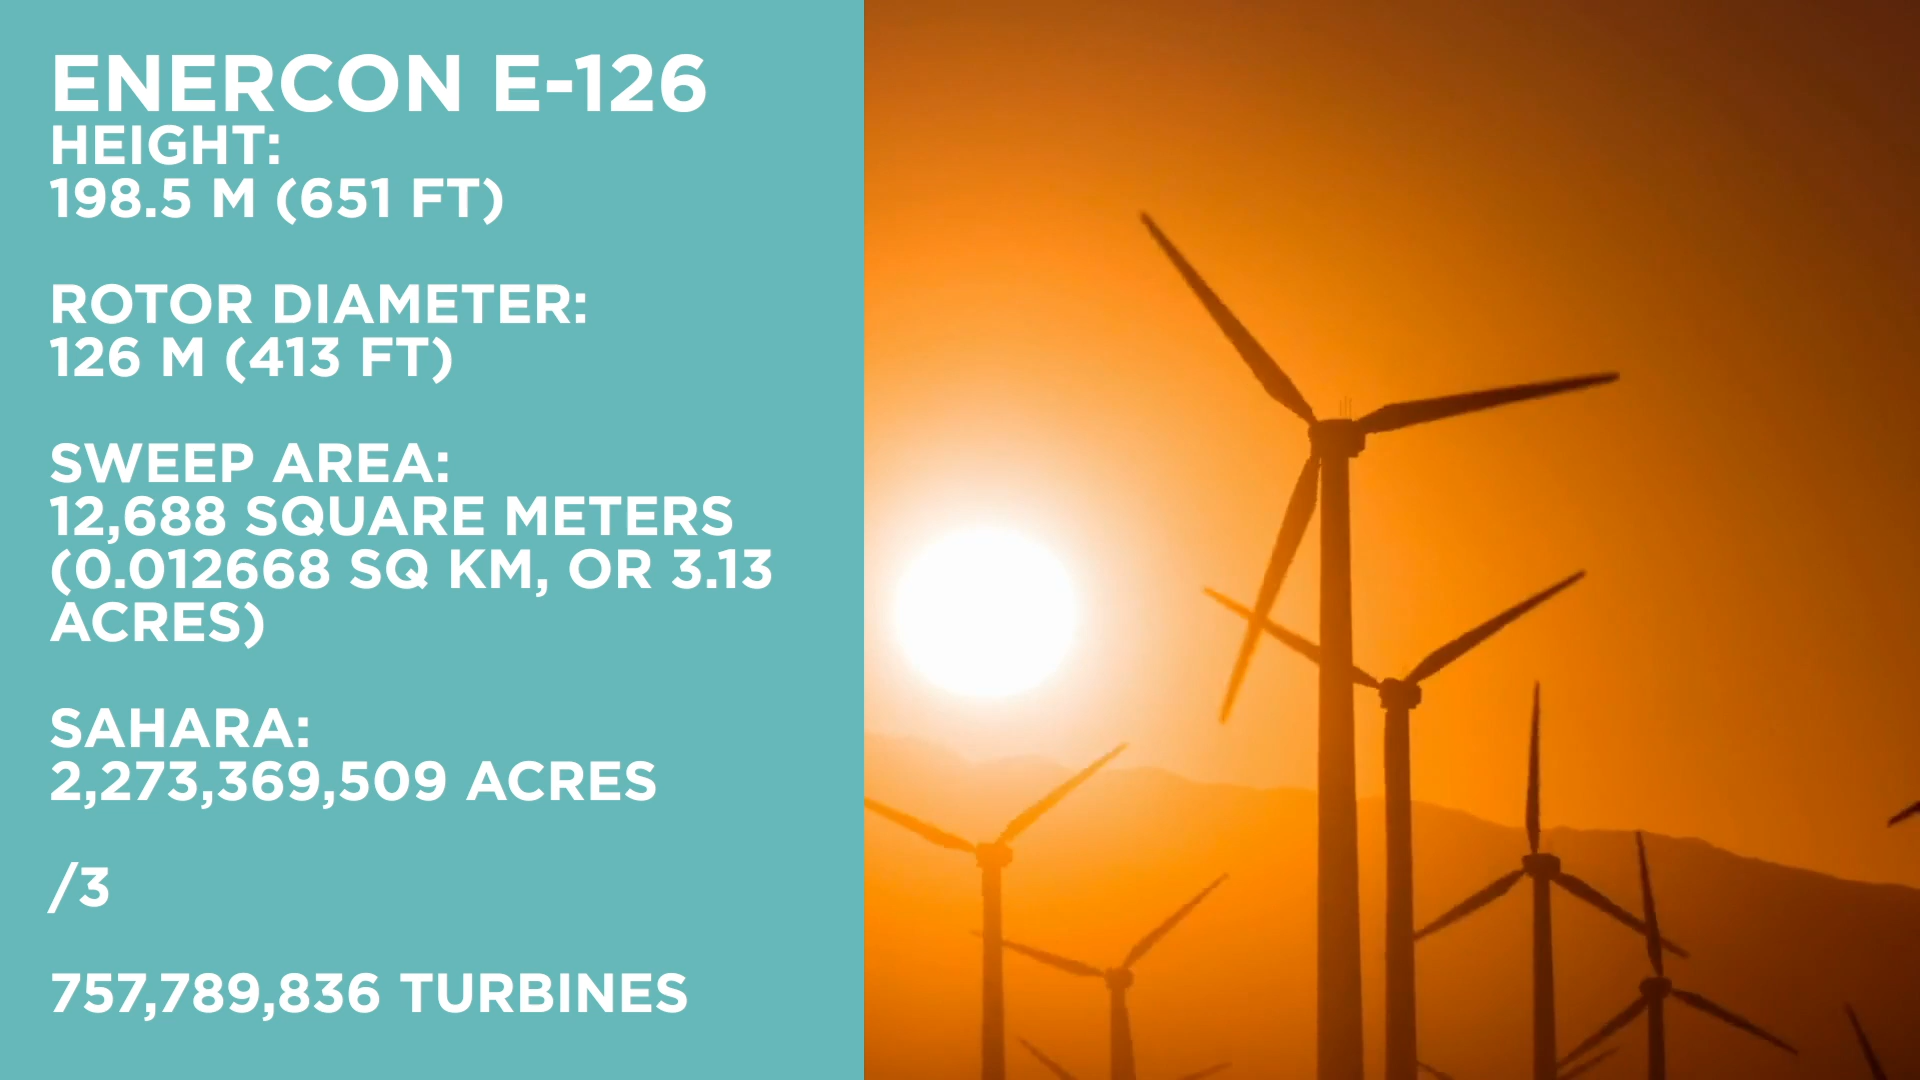 ENERCON E-126
HEIGHT:
198.5 M (651 FT)
ROTOR DIAMETER:
126 M (413 FT)
SWEEP AREA:
12,688 SQUARE METERS
(0.012668 SQ KM, OR 3.13
ACRES)
SAHARA:
2,273,369,509 ACRES
/3
757,789,836 TURBINES